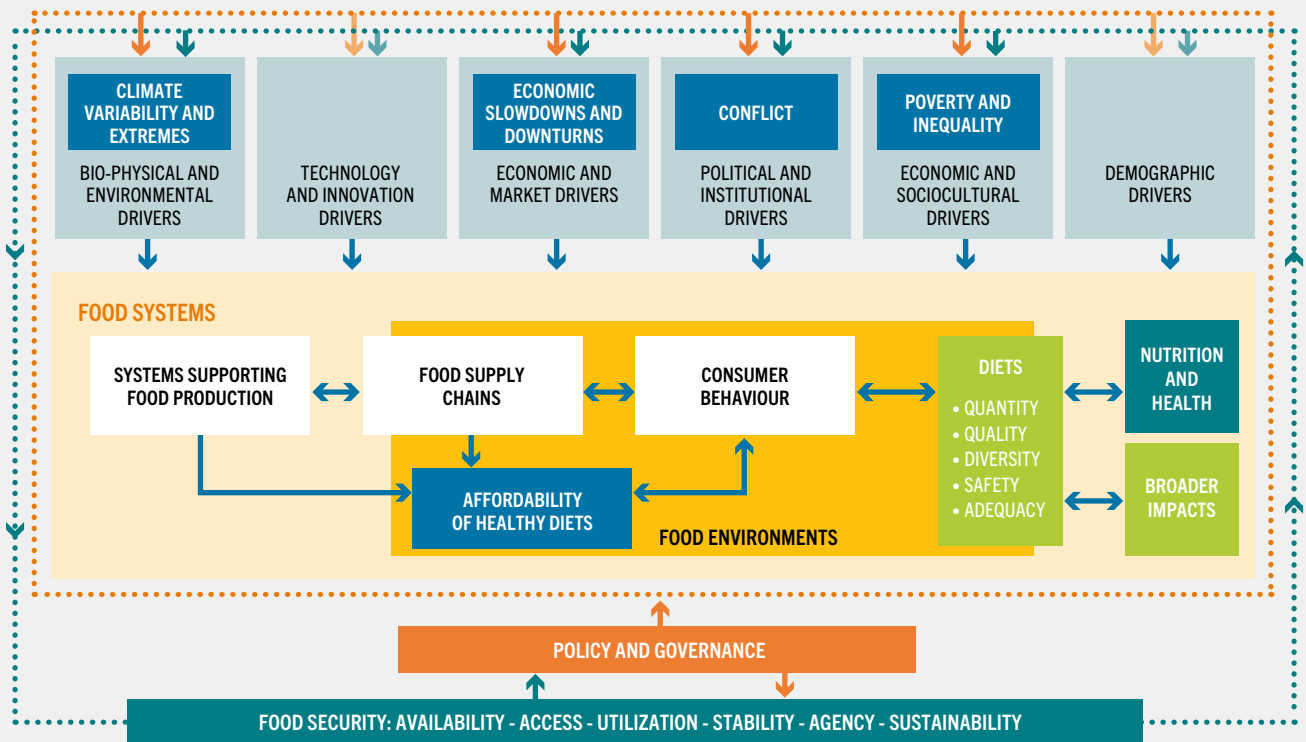 CLIMATE
VARIABILITY AND
EXTREMES
BIO-PHYSICAL AND
ENVIRONMENTAL
DRIVERS
TECHNOLOGY
AND INNOVATION
DRIVERS
ECONOMIC
SLOWDOWNS AND
DOWNTURNS
ECONOMIC AND
MARKET DRIVERS
CONFLICT
POLITICAL AND
INSTITUTIONAL
DRIVERS
POVERTY AND
INEQUALITY
ECONOMIC AND
SOCIOCULTURAL
DRIVERS
DEMOGRAPHIC
DRIVERS
FOOD SYSTEMS
SYSTEMS SUPPORTING
FOOD PRODUCTION
FOOD SUPPLY
CHAINS
CONSUMER
BEHAVIOUR
AFFORDABILITY
OF HEALTHY DIETS
FOOD ENVIRONMENTS
DIETS
• QUANTITY
• QUALITY
• DIVERSITY
• SAFETY
• ADEQUACY
NUTRITION
AND
HEALTH
BROADER
IMPACTS
POLICY AND GOVERNANCE
FOOD SECURITY: AVAILABILITY - ACCESS - UTILIZATION - STABILITY - AGENCY - SUSTAINABILITY